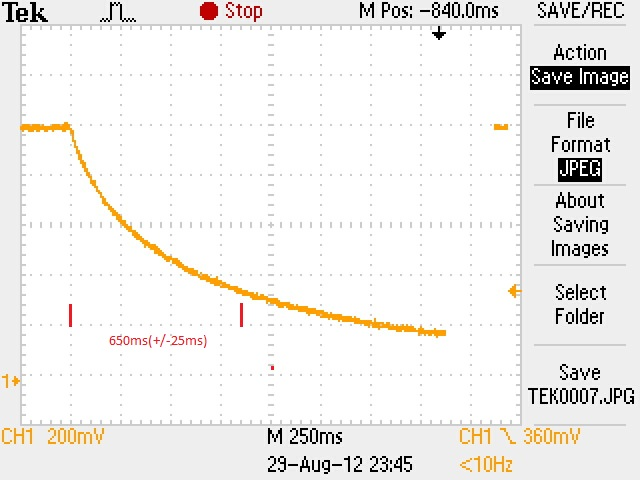 Tek Stop M Pos: -840.0ms SAVE/REC
Action
Save Image
File
Format
JPEG
About
Saving
Images
Select
Folder
650ms(+/-25ms)
1
Save
TEK0007.JPG
CH1 200mV M 250ms CH1 360mV
29-Aug-12 23:45 <10Hz